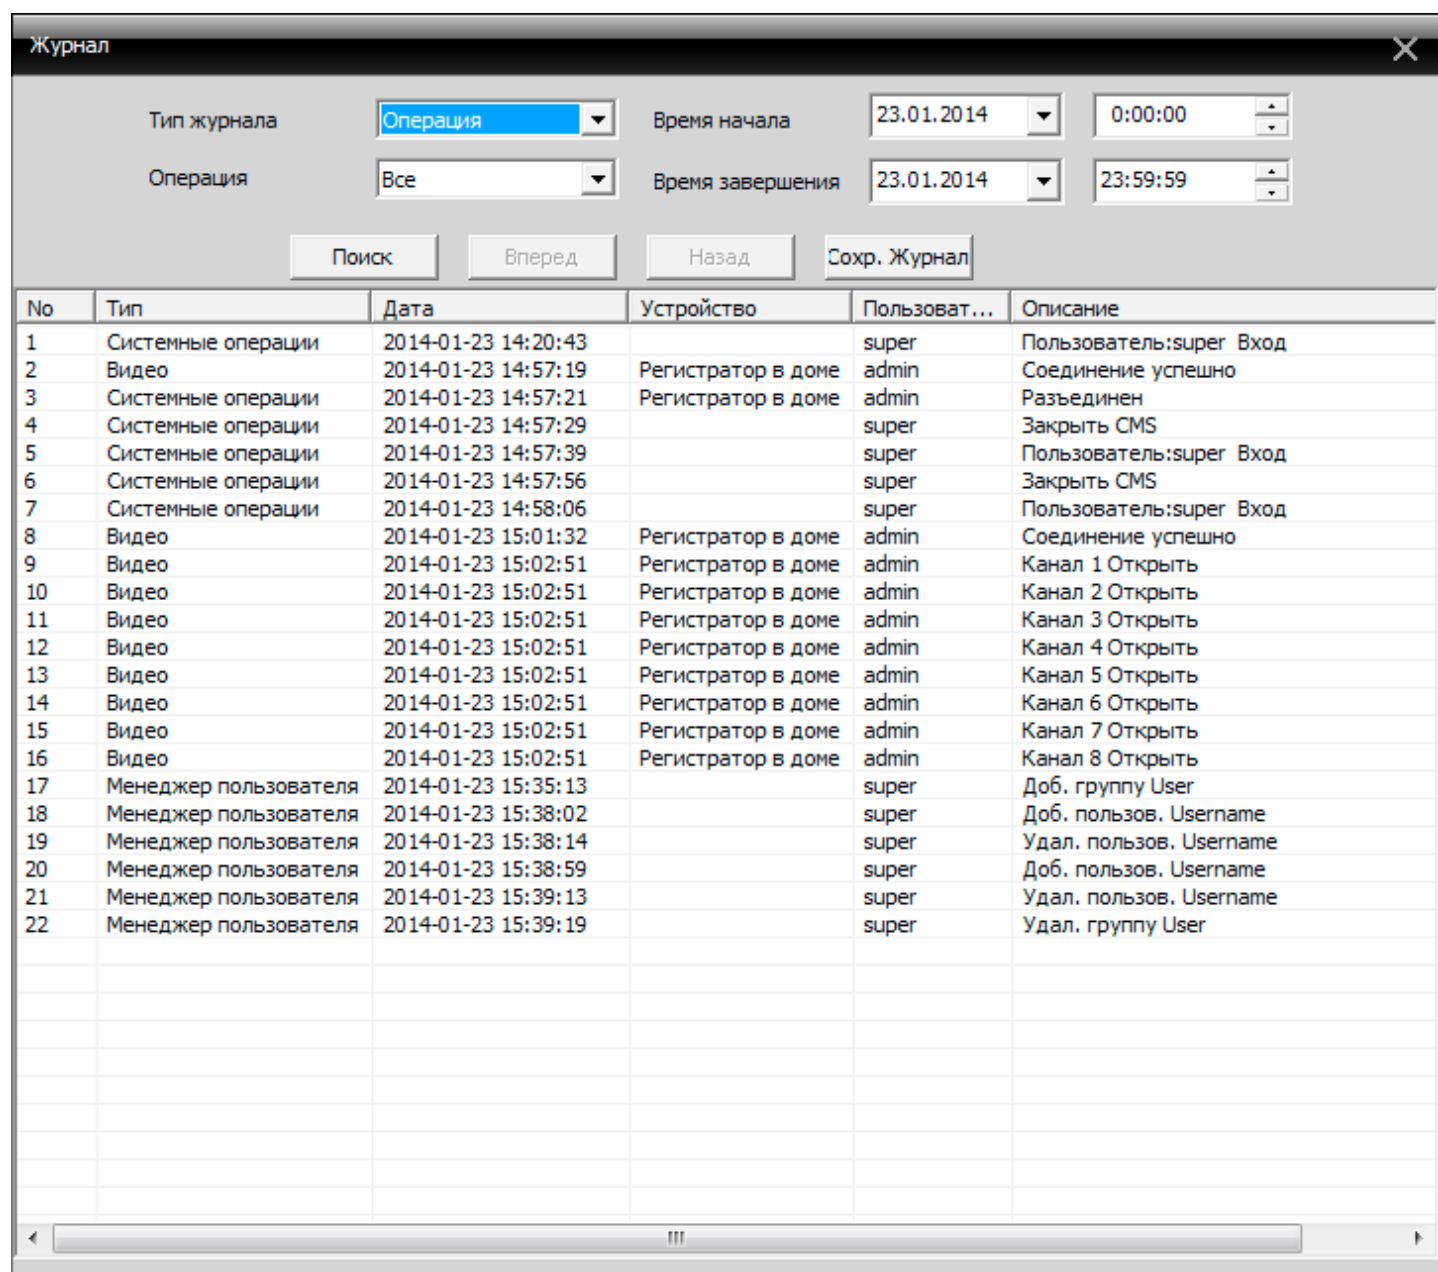 Журнал
Тип журнала Операция Время начала 23.01.2014 0:00:00
Операция Все Время завершения 23.01.2014 23:59:59
Поиск Вперед Назад Сохр. Журнал
No Тип Дата Устройство Пользоват... Описание
1 Системные операции 2014-01-23 14:20:43 super Пользователь:super Вход
2 Видео 2014-01-23 14:57:19 Регистратор в доме admin Соединение успешно
3 Системные операции 2014-01-23 14:57:21 Регистратор в доме admin Разъединен
4 Системные операции 2014-01-23 14:57:29 super Закрыть CMS
5 Системные операции 2014-01-23 14:57:39 super Пользователь:super Вход
6 Системные операции 2014-01-23 14:57:56 super Закрыть CMS
7 Системные операции 2014-01-23 14:58:06 super Пользователь:super Вход
8 Видео 2014-01-23 15:01:32 Регистратор в доме admin Соединение успешно
9 Видео 2014-01-23 15:02:51 Регистратор в доме admin Канал 1 Открыть
10 Видео 2014-01-23 15:02:51 Регистратор в доме admin Канал 2 Открыть
11 Видео 2014-01-23 15:02:51 Регистратор в доме admin Канал 3 Открыть
12 Видео 2014-01-23 15:02:51 Регистратор в доме admin Канал 4 Открыть
13 Видео 2014-01-23 15:02:51 Регистратор в доме admin Канал 5 Открыть
14 Видео 2014-01-23 15:02:51 Регистратор в доме admin Канал 6 Открыть
15 Видео 2014-01-23 15:02:51 Регистратор в доме admin Канал 7 Открыть
16 Видео 2014-01-23 15:02:51 Регистратор в доме admin Канал 8 Открыть
17 Менеджер пользователя 2014-01-23 15:35:13 super Доб. группу User
18 Менеджер пользователя 2014-01-23 15:38:02 super Доб. пользов. Username
19 Менеджер пользователя 2014-01-23 15:38:14 super Удал. пользов. Username
20 Менеджер пользователя 2014-01-23 15:38:59 super Доб. пользов. Username
21 Менеджер пользователя 2014-01-23 15:39:13 super Удал. пользов. Username
22 Менеджер пользователя 2014-01-23 15:39:19 super Удал. группу User